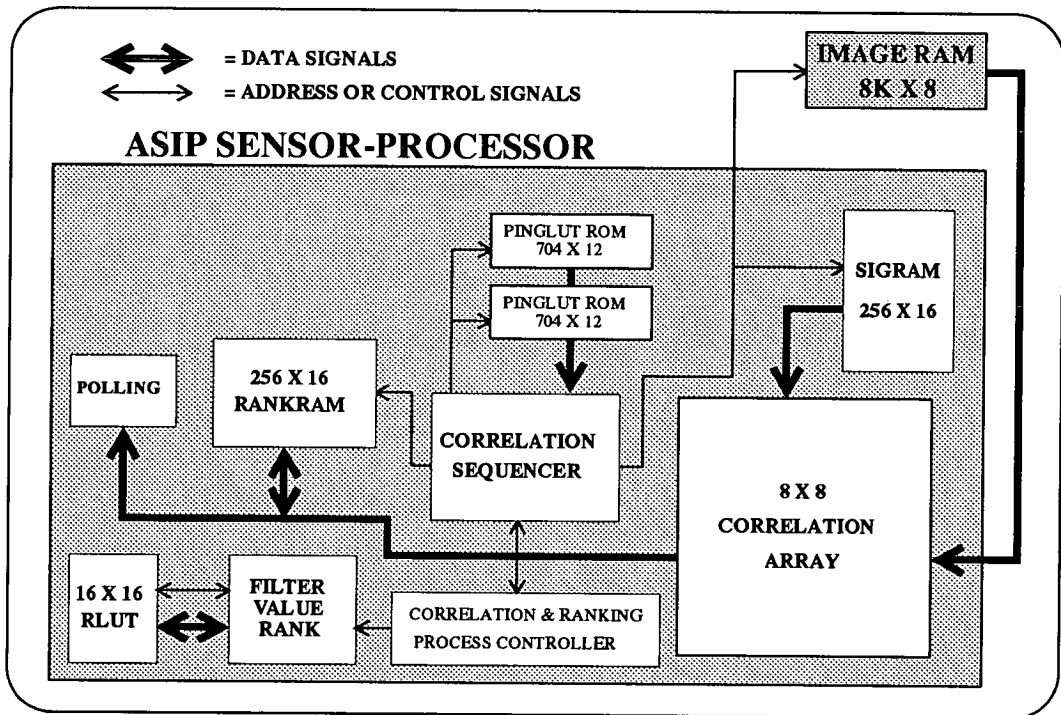 = DATA SIGNALS
= ADDRESS OR CONTROL SIGNALS
IMAGE RAM
8K X 8
ASIP SENSOR-PROCESSOR
PINGLUT ROM
704 X 12
PINGLUT ROM
704 X 12
SIGRAM
256 X 16
POLLING
256 X 16
RANKRAM
CORRELATION
SEQUENCER
8 X 8
CORRELATION
ARRAY
16 X 16
RLUT
FILTER
VALUE
RANK
CORRELATION & RANKING
PROCESS CONTROLLER